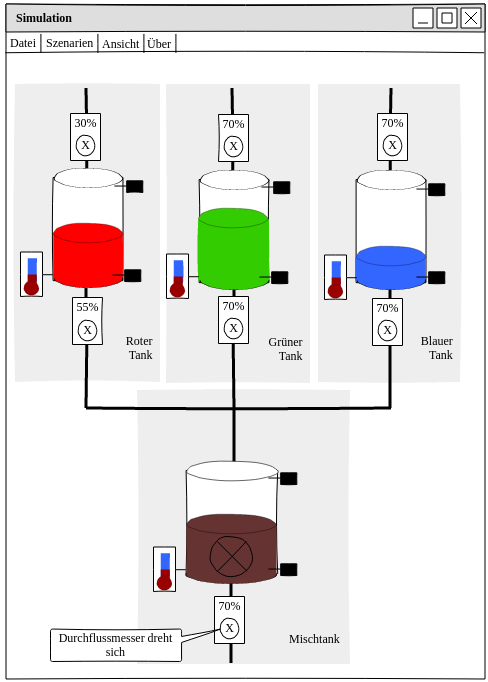 Simulation
Datei Szenarien Ansicht Über
30% 70% 70%
X X X
55% 70% 70%
X X X
Roter
Tank
Grüner
Tank
Blauer
Tank
70%
X
Durchflussmesser dreht
sich
Mischtank